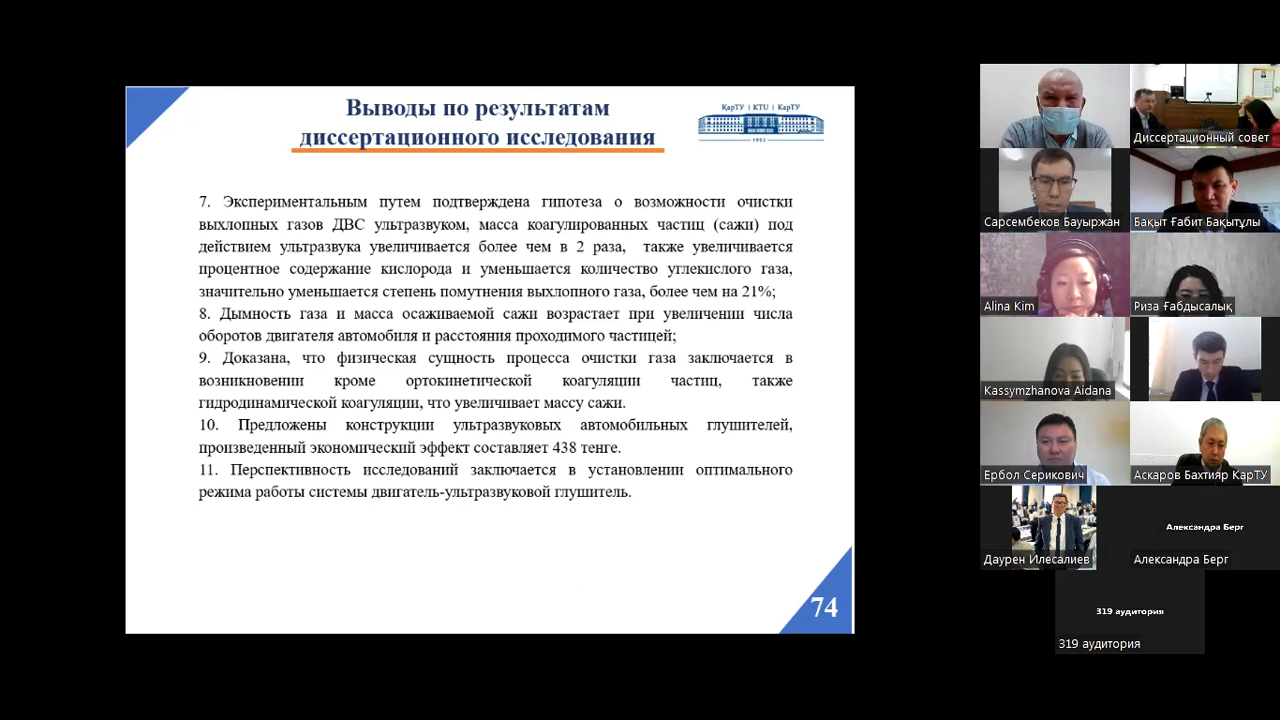 Выводы по результатам
диссертационного исследования
ҚарТУ | KTU | КарТУ
1953
7. Экспериментальным путем подтверждена гипотеза о возможности очистки
выхлопных газов ДВС ультразвуком, масса коагулированных частиц (сажи) под
действием ультразвука увеличивается более чем в 2 раза, также увеличивается
процентное содержание кислорода и уменьшается количество углекислого газа,
значительно уменьшается степень помутнения выхлопного газа, более чем на 21%;
8. Дымность газа и масса осаживаемой сажи возрастает при увеличении числа
оборотов двигателя автомобиля и расстояния проходимого частицей;
9. Доказана, что физическая сущность процесса очистки газа заключается в
возникновении кроме ортокинетической коагуляции частиц, также
гидродинамической коагуляции, что увеличивает массу сажи.
10. Предложены конструкции ультразвуковых автомобильных глушителей,
произведенный экономический эффект составляет 438 тенге.
11. Перспективность исследований заключается в установлении оптимального
режима работы системы двигатель-ультразвуковой глушитель.
74
Диссертационный совет
Сарсембеков Бауыржан
Бақыт Ғабит Бақытұлы
Alina Kim
Риза Ғабдысалық
Kassymzhanova Aidana
Ербол Серикович
Аскаров Бахтияр КарТУ
Даурен Илесалиев
Александра Берг
Александра Берг
319 аудитория
319 аудитория